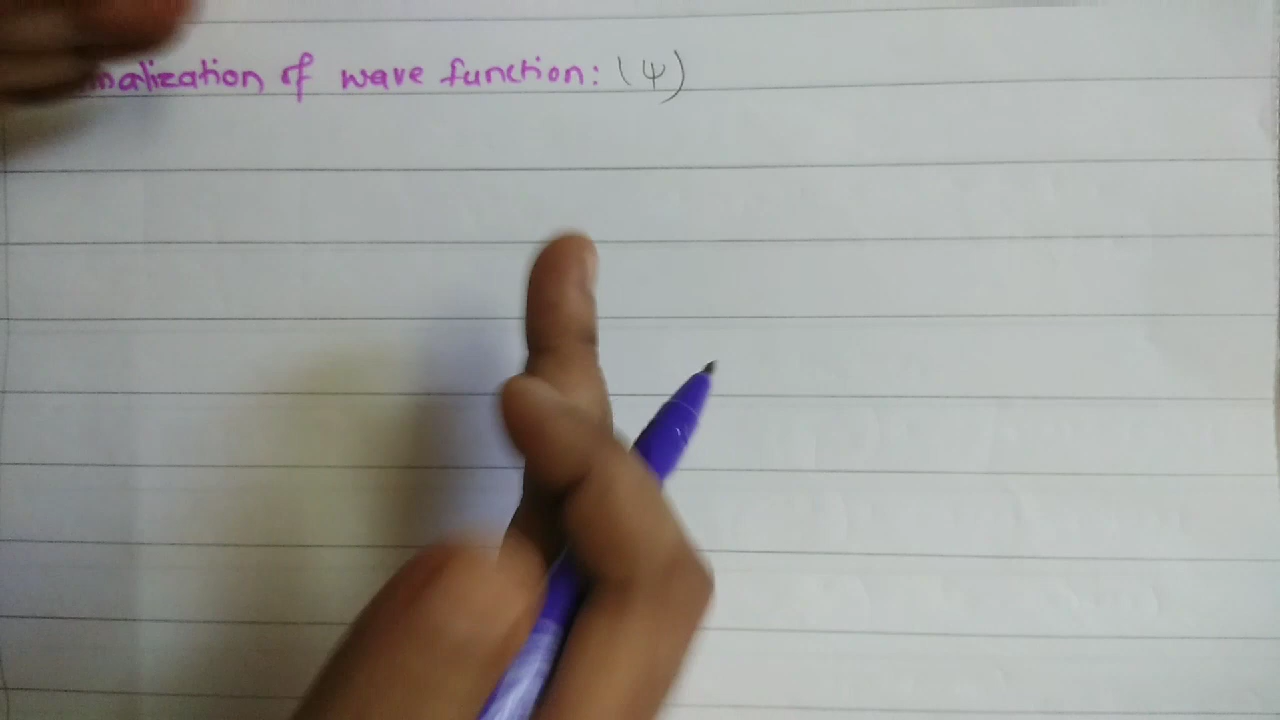 malization of wave function: (ψ)